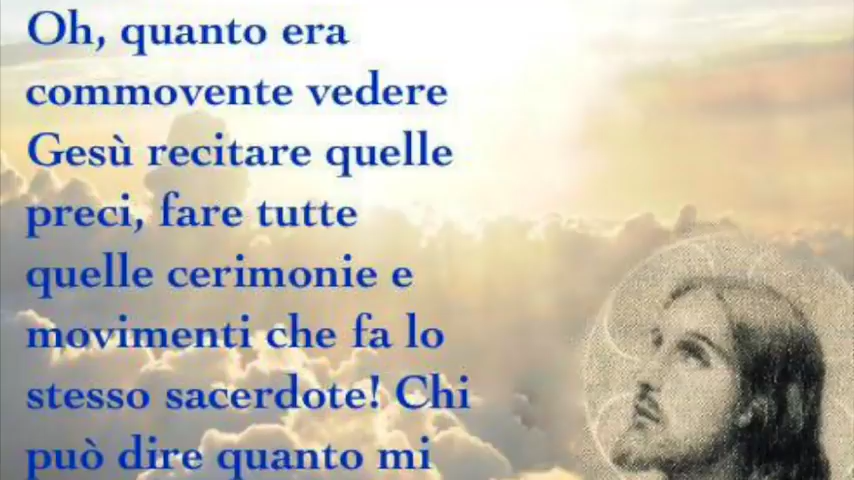 Oh, quanto era
commovente vedere
Gesù recitare quelle
preci, fare tutte
quelle cerimonie e
movimenti che fa lo
stesso sacerdote! Chi
può dire quanto mi